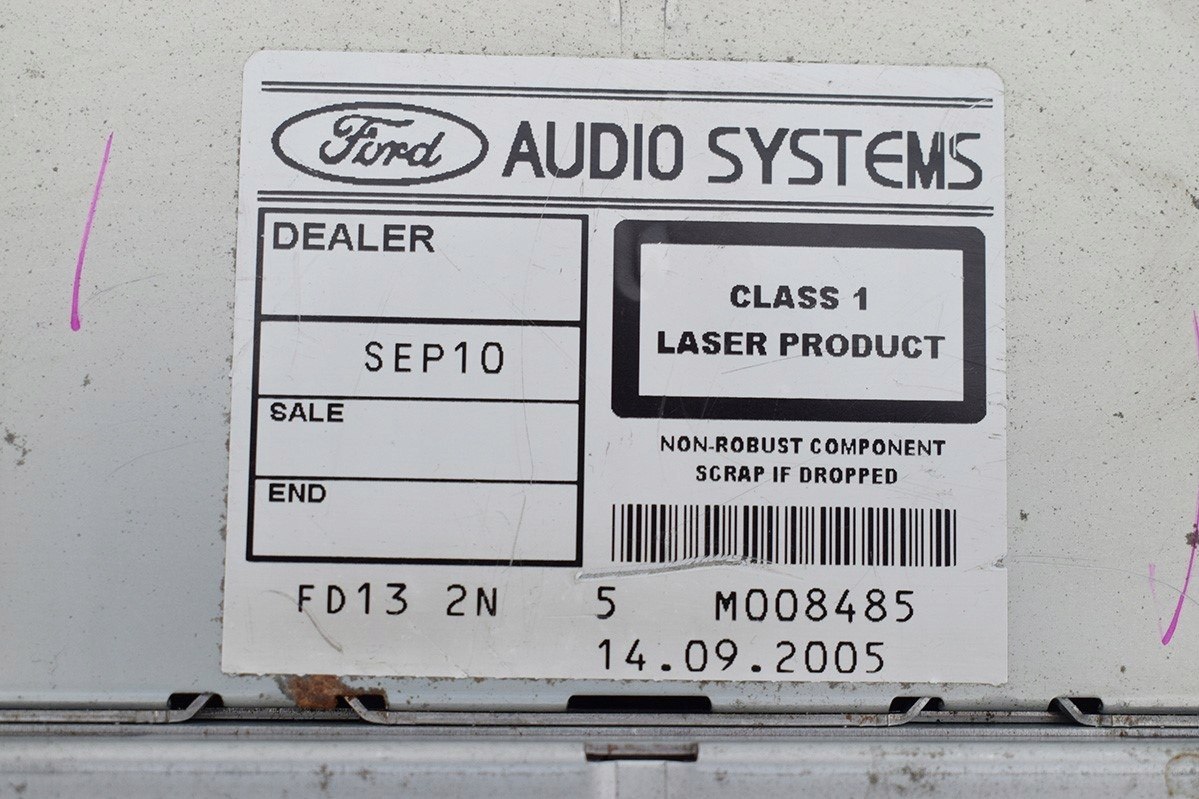 Ford AUDIO SYSTEMS
DEALER
SEP10
SALE
END
CLASS 1
LASER PRODUCT
NON-ROBUST COMPONENT
SCRAP IF DROPPED
FD13 2N 5 M008485
14.09.2005